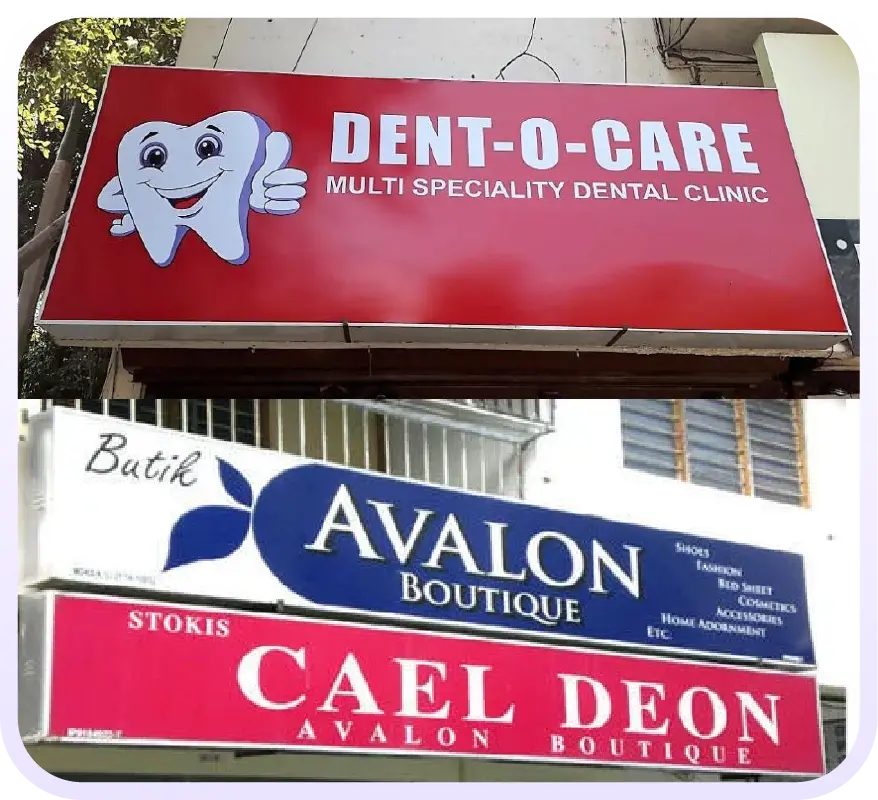 DENT-O-CARE
MULTI SPECIALITY DENTAL CLINIC
Butik
AVALON
BOUTIQUE
SHOES
FASHION
BED SHEET
COSMETICS
ACCESSORIES
HOME ADORNMENT
ETC
STOKIS
CAEL DEON
AVALON BOUTIQUE